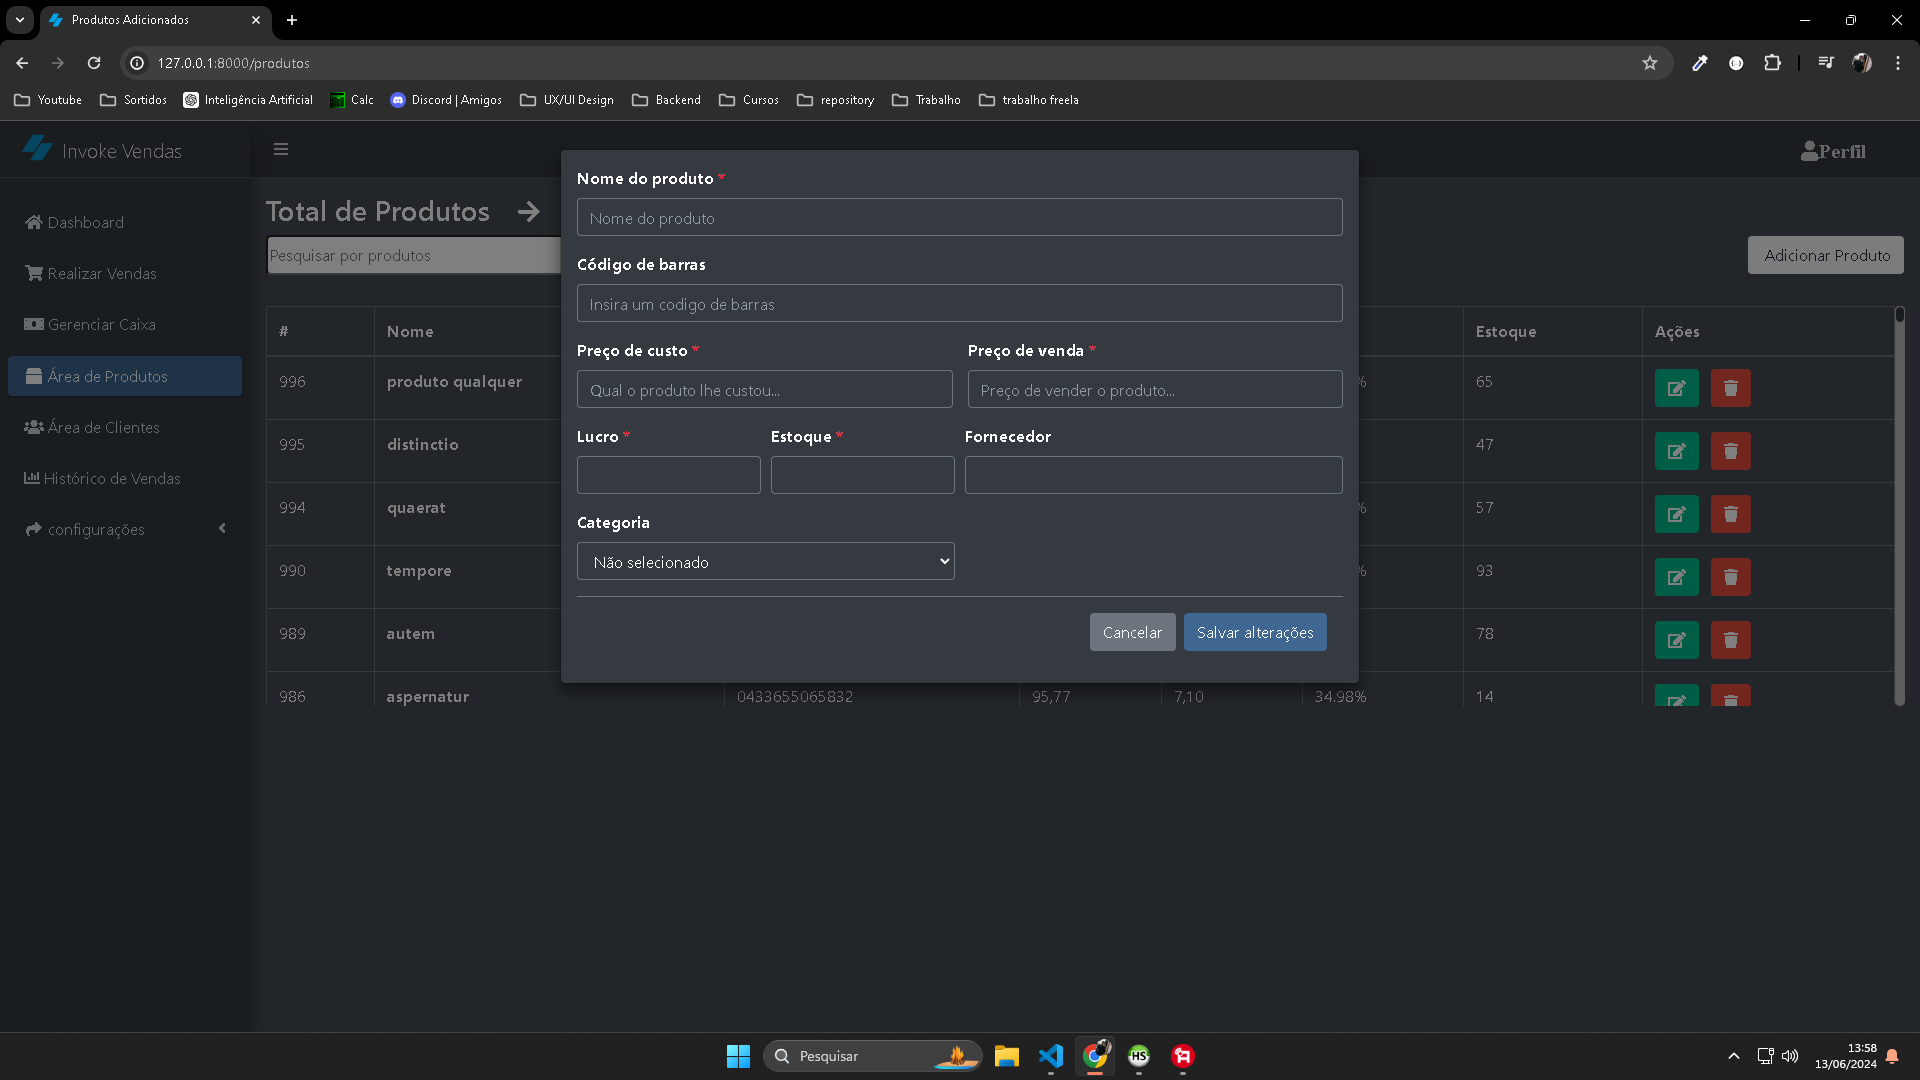 Produtos Adicionados
127.0.0.1:8000/produtos
Youtube Sortidos Inteligência Artificial Calc Discord | Amigos UX/UI Design Backend Cursos repository Trabalho trabalho freela
Invoke Vendas
Perfil
Dashboard
Realizar Vendas
Gerenciar Caixa
Área de Produtos
Área de Clientes
Histórico de Vendas
configurações
Total de Produtos
Pesquisar por produtos
Adicionar Produto
# Nome Estoque Ações
996 produto qualquer % 65
995 distinctio 47
994 quaerat % 57
990 tempore % 93
989 autem 78
986 aspernatur 0433655065832 95,77 7,10 34.98% 14
Nome do produto *
Nome do produto
Código de barras
Insira um codigo de barras
Preço de custo * Preço de venda *
Qual o produto lhe custou... Preço de vender o produto...
Lucro * Estoque * Fornecedor
Categoria
Não selecionado
Cancelar Salvar alterações
Pesquisar
HS
13:58
13/06/2024